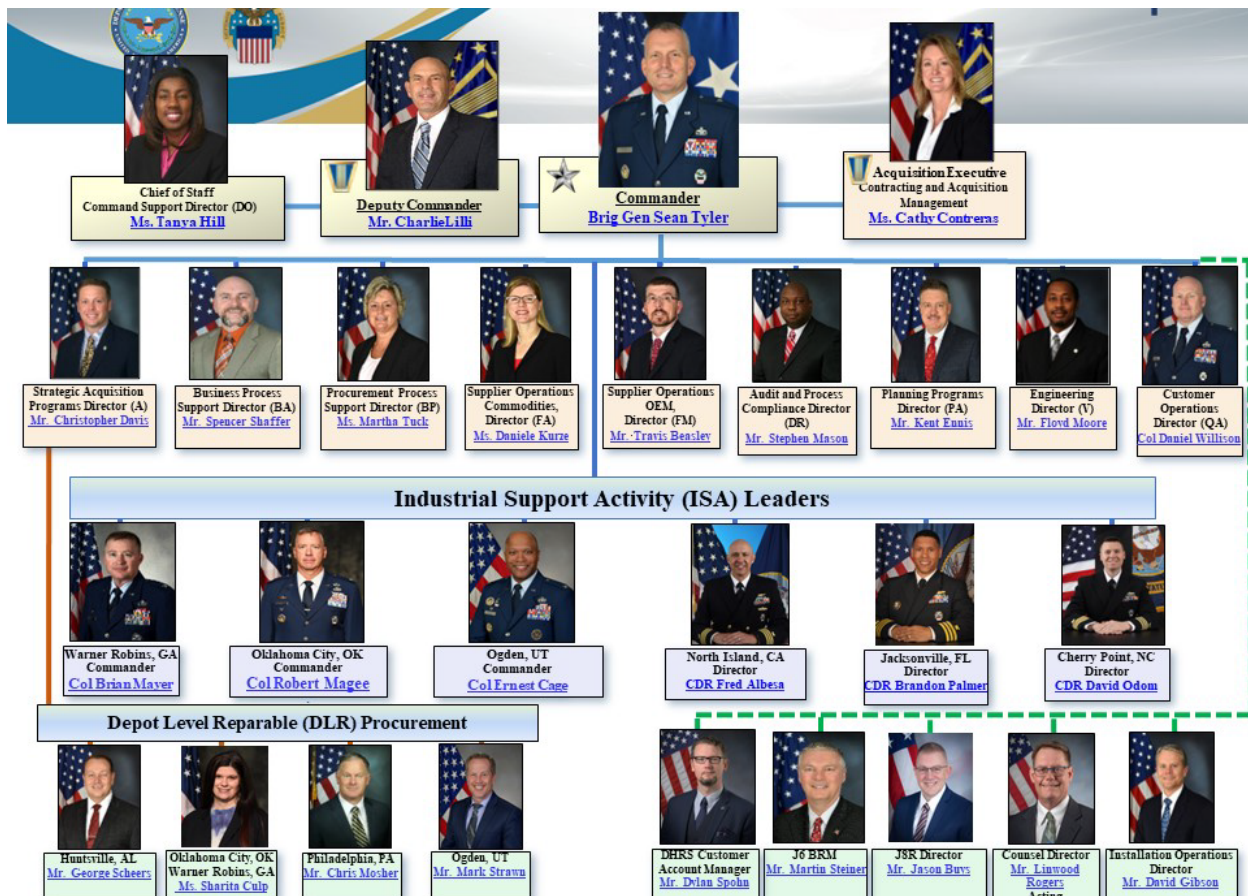 Chief of Staff
Command Support Director (DO)
Ms. Tanya Hill
Deputy Commander
Mr. CharlieLilli
Commander
Brig Gen Sean Tyler
Acquisition Executive
Contracting and Acquisition
Management
Ms. Cathy Contreras
Strategic Acquisition
Programs Director (A)
Mr. Christopher Davis
Business Process
Support Director (BA)
Mr. Spencer Shaffer
Procurement Process
Support Director (BP)
Ms. Martha Tuck
Supplier Operations
Commodities,
Director (FA)
Ms. Daniele Kurze
Supplier Operations
OEM,
Director (FM)
Mr. Travis Beasley
Audit and Process
Compliance Director
(DR)
Mr. Stephen Mason
Planning Programs
Director (PA)
Mr. Kent Ennis
Engineering
Director (V)
Mr. Floyd Moore
Customer
Operations
Director (QA)
Col Daniel Willison
Industrial Support Activity (ISA) Leaders
Warner Robins, GA
Commander
Col Brian Mayer
Oklahoma City, OK
Commander
Col Robert Magee
Ogden, UT
Commander
Col Ernest Cage
North Island, CA
Director
CDR Fred Albesa
Jacksonville, FL
Director
CDR Brandon Palmer
Cherry Point, NC
Director
CDR David Odom
Depot Level Reparable (DLR) Procurement
Huntsville, AL
Mr. George Scheers
Oklahoma City, OK
Warner Robins, GA
Ms. Sharita Culp
Philadelphia, PA
Mr. Chris Mosher
Ogden, UT
Mr. Mark Strawn
DHRS Customer
Account Manager
Mr. Dylan Spohn
J6 BRM
Mr. Martin Steiner
J8R Director
Mr. Jason Buys
Counsel Director
Mr. Linwood
Rogers
Acting
Installation Operations
Director
Mr. David Gibson